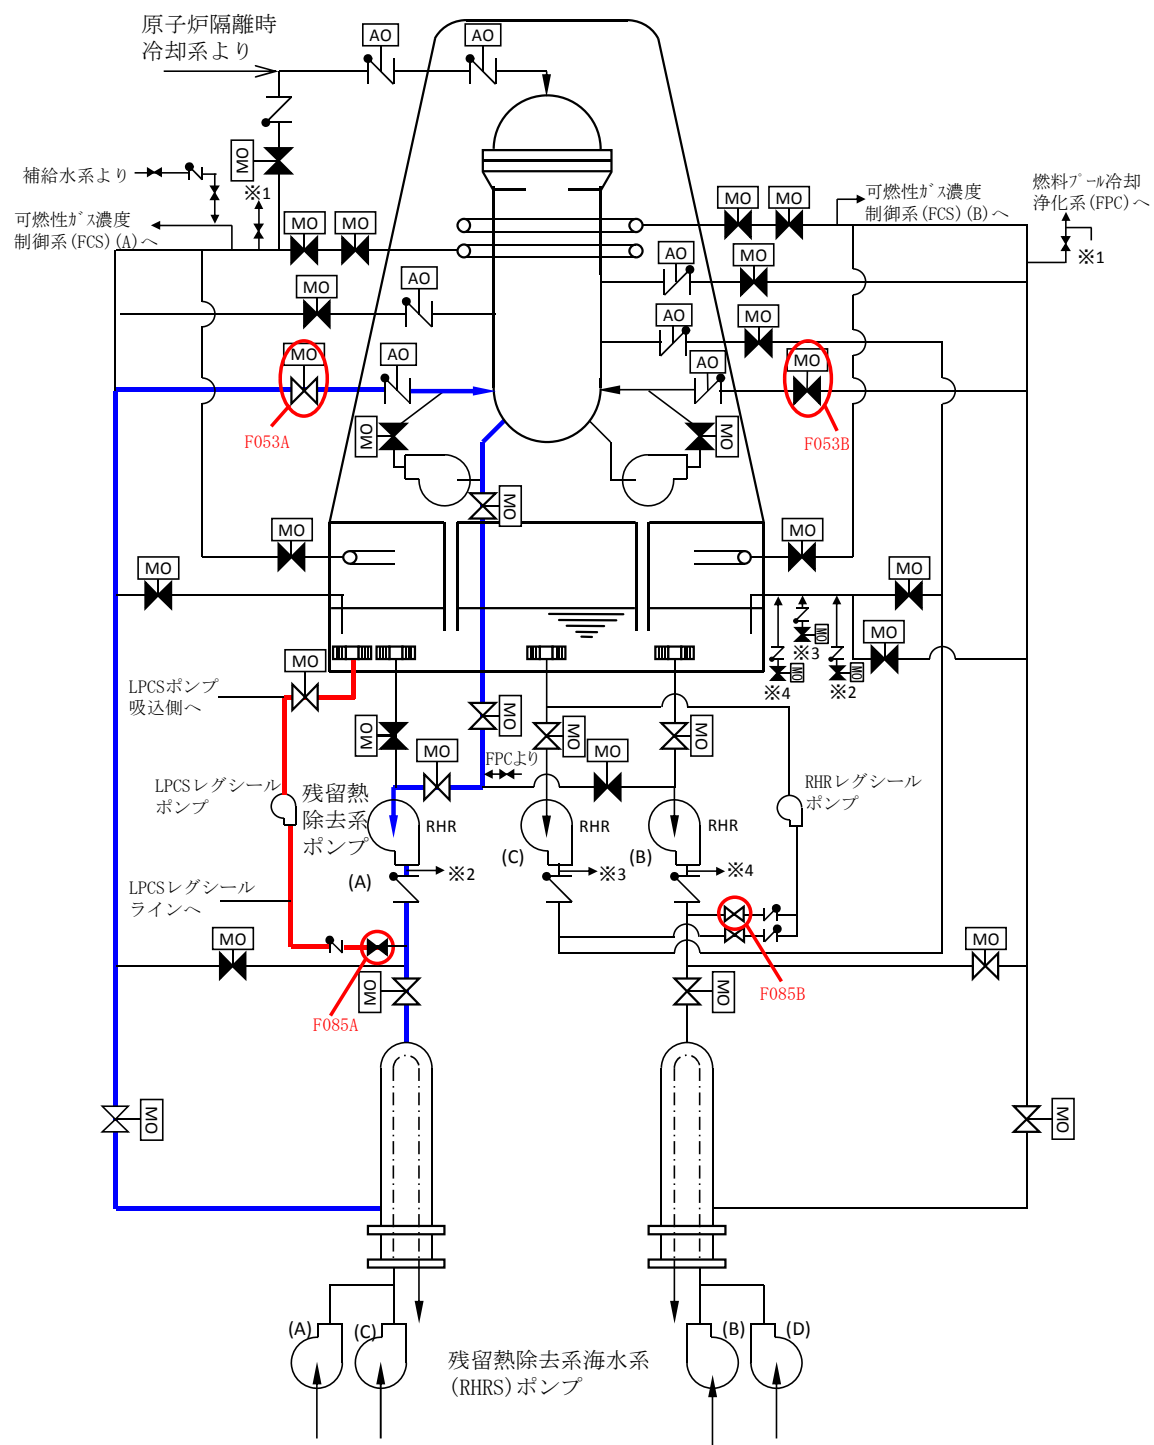 原子炉隔離時
冷却系より
AO
AO
MO
補給水系より
※1
可燃性ｶﾞｽ濃度
制御系(FCS)(A)へ
MO
MO
MO
MO
可燃性ｶﾞｽ濃度
制御系(FCS)(B)へ
燃料ﾌﾟｰﾙ冷却
浄化系(FPC)へ
※1
AO
MO
MO
AO
AO
MO
MO
AO
AO
MO
F053A
F053B
MO
MO
MO
MO
MO
MO
MO
MO
MO
MO
MO
※3
※4
※2
MO
LPCSポンプ
吸込側へ
MO
MO
MO
MO
MO
MO
FPCより
LPCSレグシール
ポンプ
残留熱
除去系
ポンプ
RHR
(A)
RHR
(C)
RHR
(B)
RHRレグシール
ポンプ
※2
※3
※4
LPCSレグシール
ラインへ
MO
MO
F085A
MO
F085B
MO
MO
MO
(A)
(C)
(B)
(D)
残留熱除去系海水系
(RHRS)ポンプ